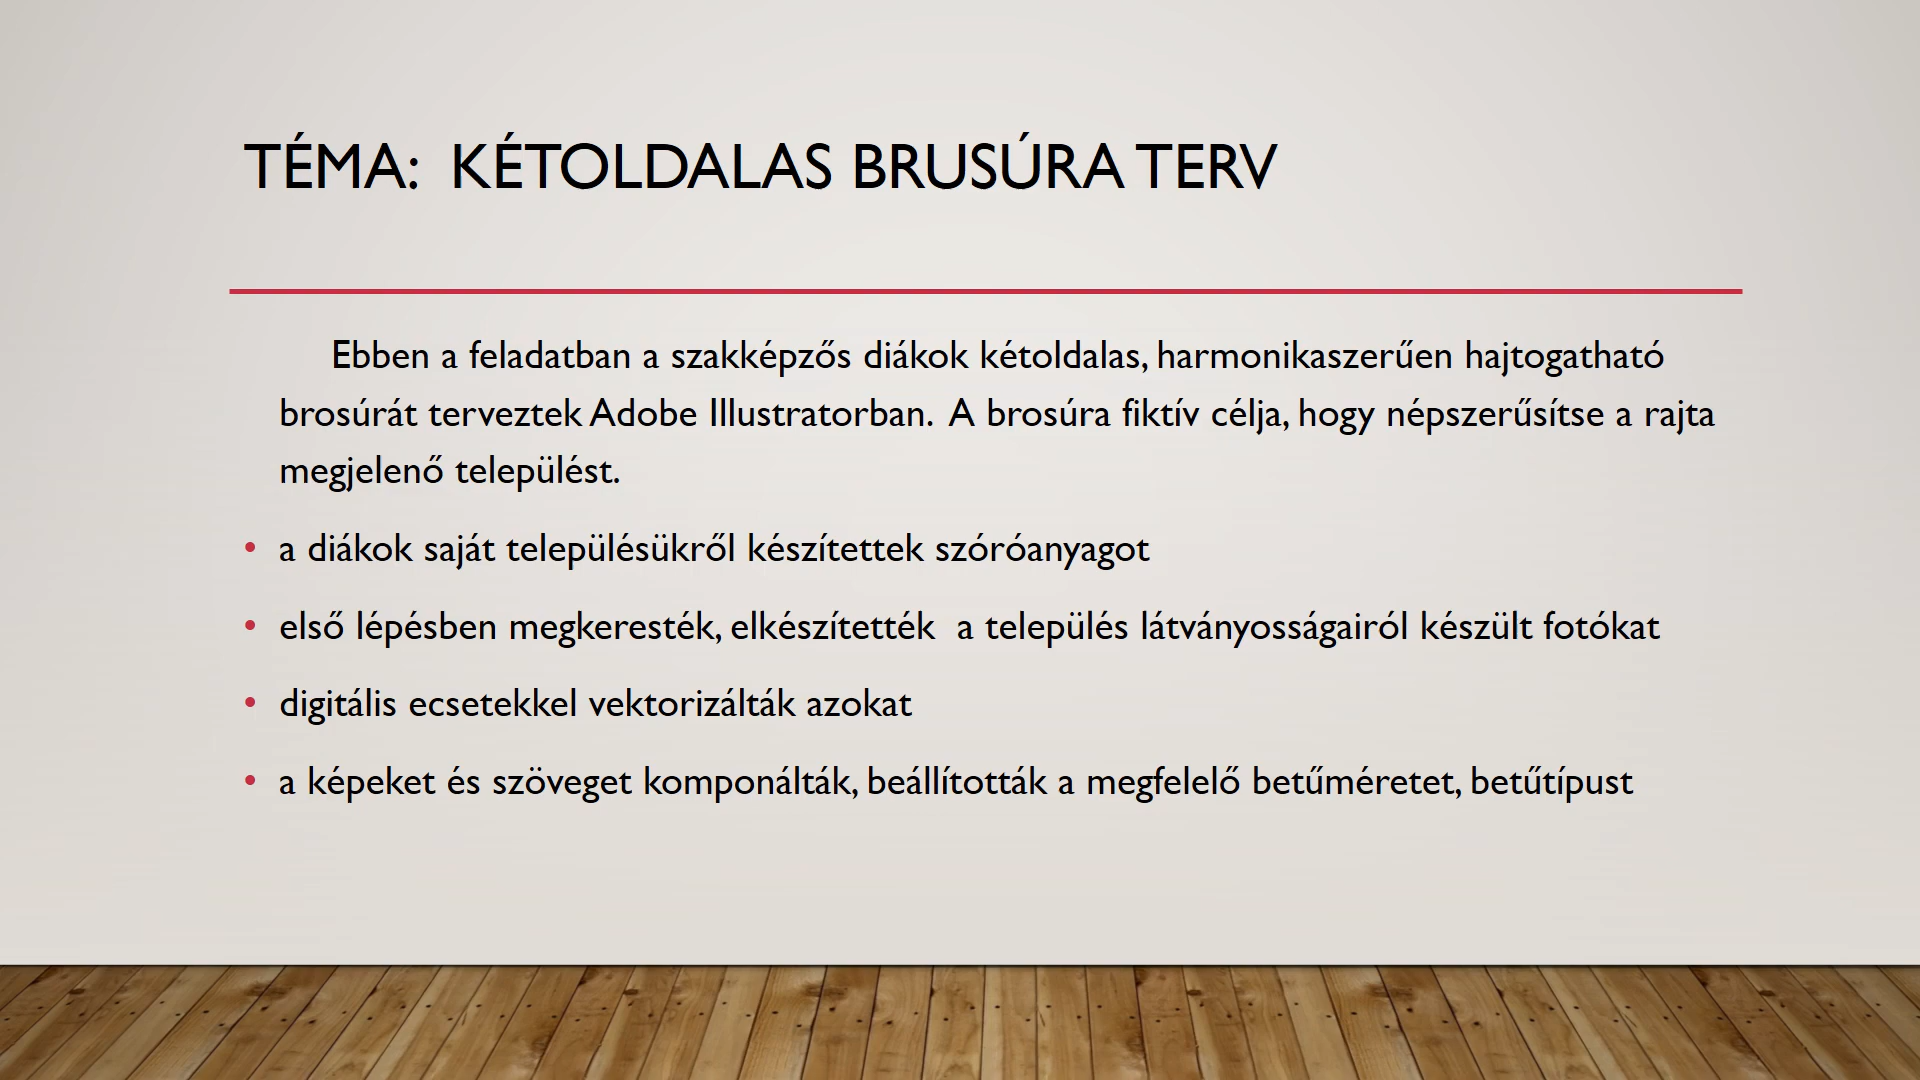 TÉMA:  KÉTOLDALAS BRUSÚRA TERV
Ebben a feladatban a szakképzős diákok kétoldalas, harmonikaszerűen hajtogatható
brosúrát terveztek Adobe Illustratorban.  A brosúra fiktív célja, hogy népszerűsítse a rajta
megjelenő települést.
• a diákok saját településükről készítettek szóróanyagot
• első lépésben megkeresték, elkészítették  a település látványosságairól készült fotókat
• digitális ecsetekkel vektorizálták azokat
• a képeket és szöveget komponálták, beállították a megfelelő betűméretet, betűtípust